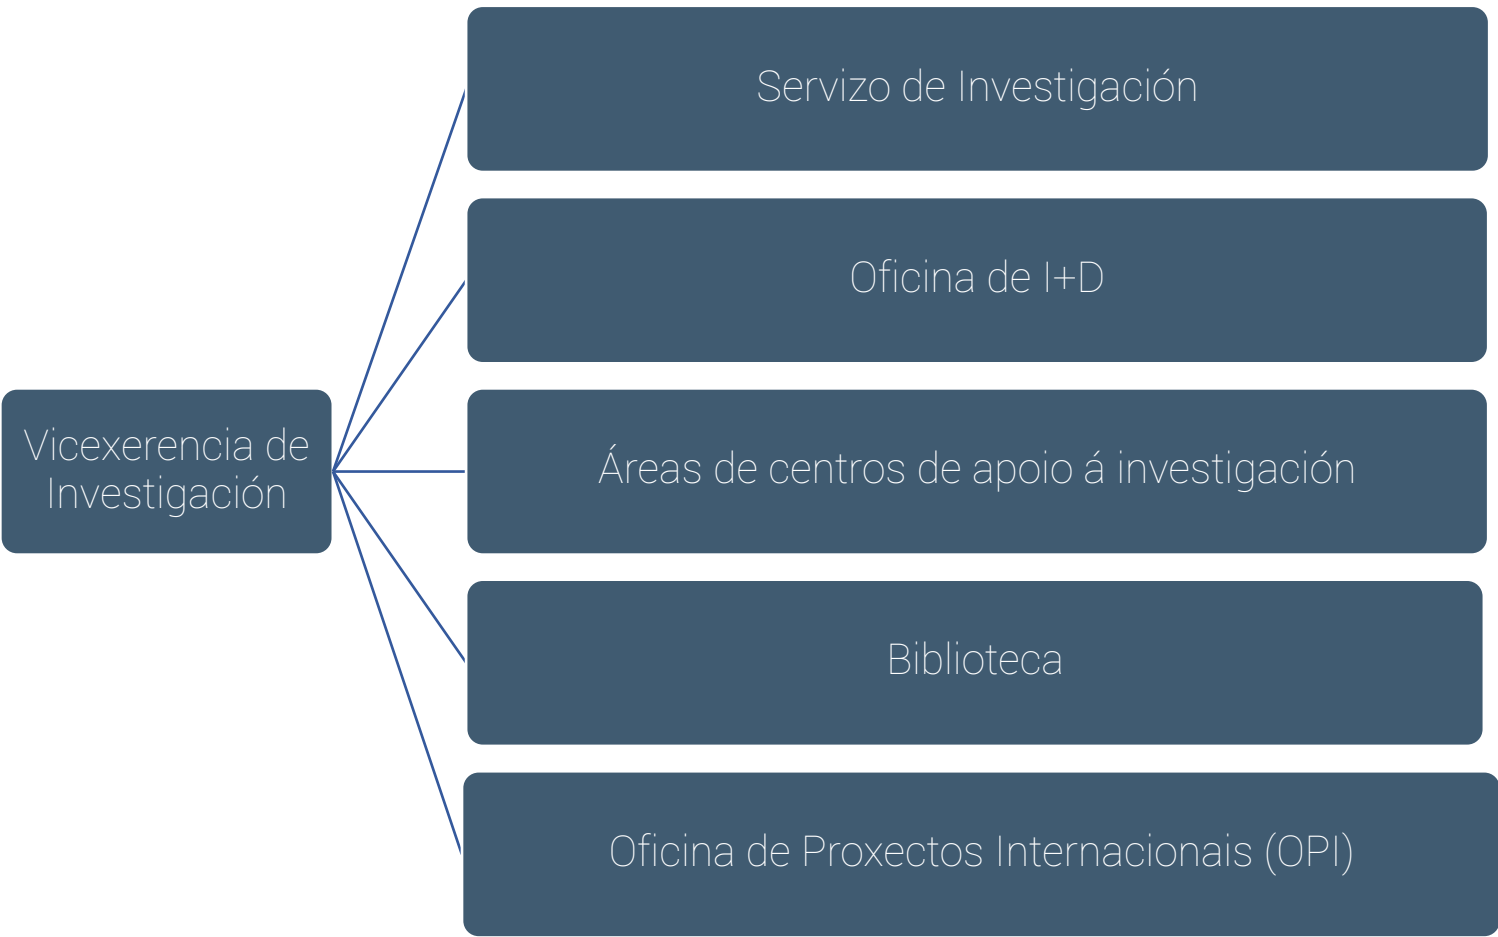 Servizo de Investigación
Oficina de I+D
Vicexerencia de
Investigación
Áreas de centros de apoio á investigación
Biblioteca
Oficina de Proxectos Internacionais (OPI)